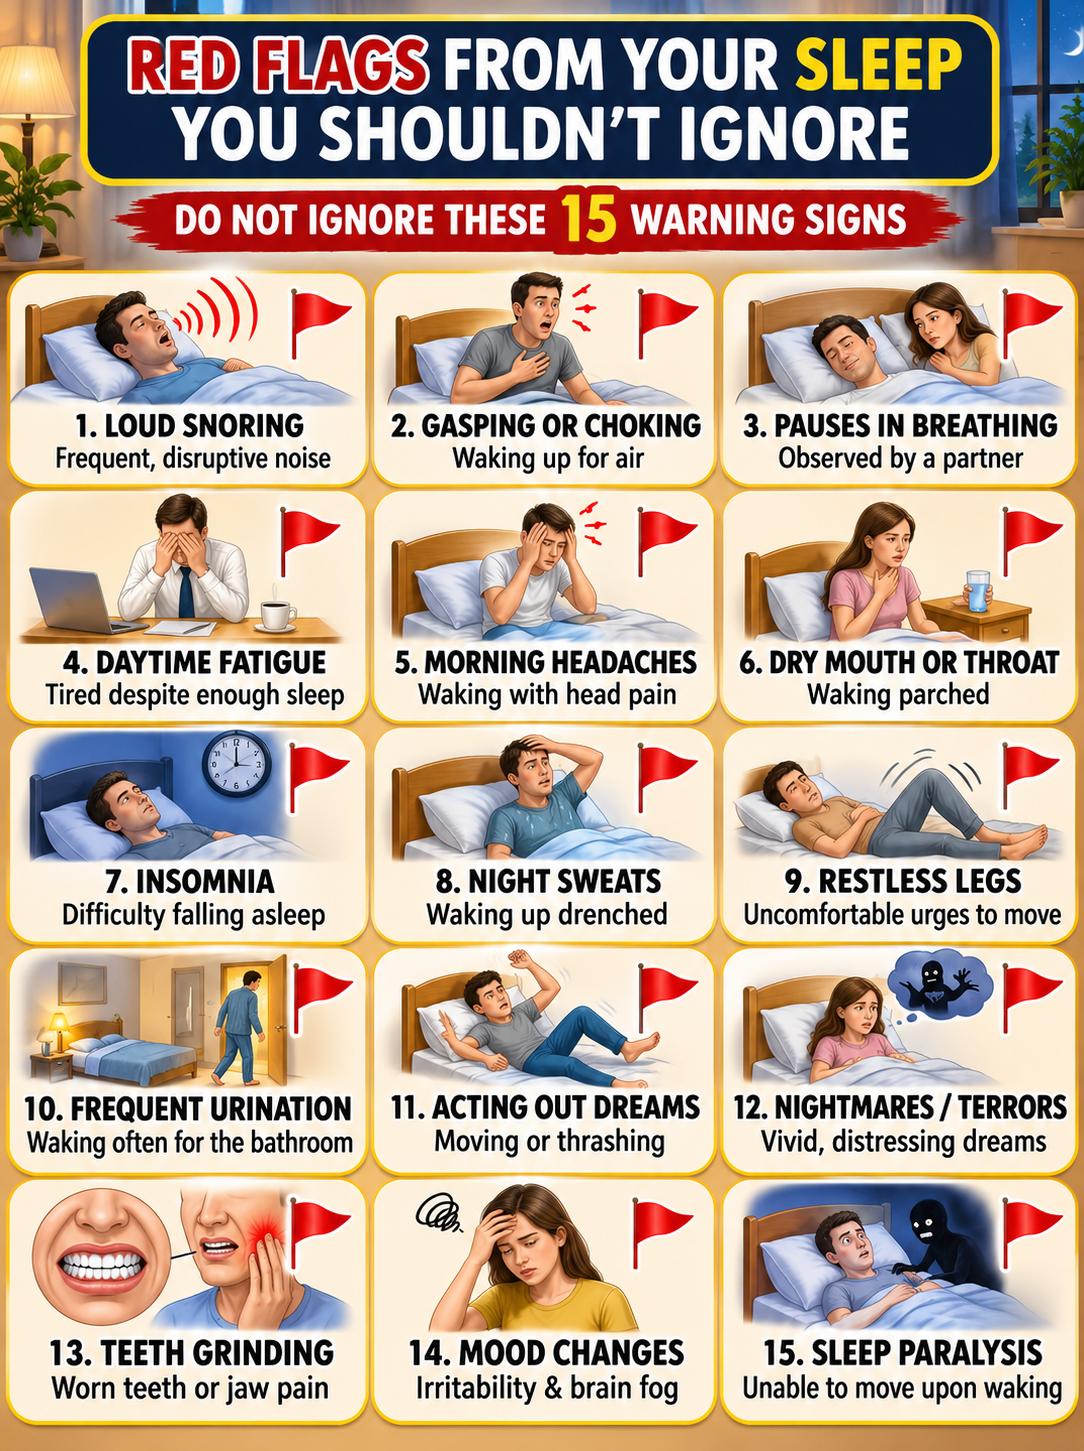 RED FLAGS FROM YOUR SLEEP
YOU SHOULDN'T IGNORE
DO NOT IGNORE THESE 15 WARNING SIGNS
1. LOUD SNORING
Frequent, disruptive noise
2. GASPING OR CHOKING
Waking up for air
3. PAUSES IN BREATHING
Observed by a partner
4. DAYTIME FATIGUE
Tired despite enough sleep
5. MORNING HEADACHES
Waking with head pain
6. DRY MOUTH OR THROAT
Waking parched
7. INSOMNIA
Difficulty falling asleep
8. NIGHT SWEATS
Waking up drenched
9. RESTLESS LEGS
Uncomfortable urges to move
10. FREQUENT URINATION
Waking often for the bathroom
11. ACTING OUT DREAMS
Moving or thrashing
12. NIGHTMARES / TERRORS
Vivid, distressing dreams
13. TEETH GRINDING
Worn teeth or jaw pain
14. MOOD CHANGES
Irritability & brain fog
15. SLEEP PARALYSIS
Unable to move upon waking